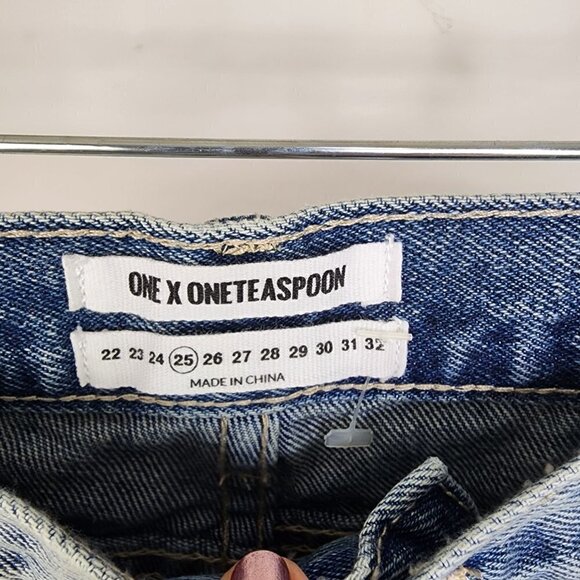 ONE X ONETEASPOON
22 23 24 25 26 27 28 29 30 31 32
MADE IN CHINA